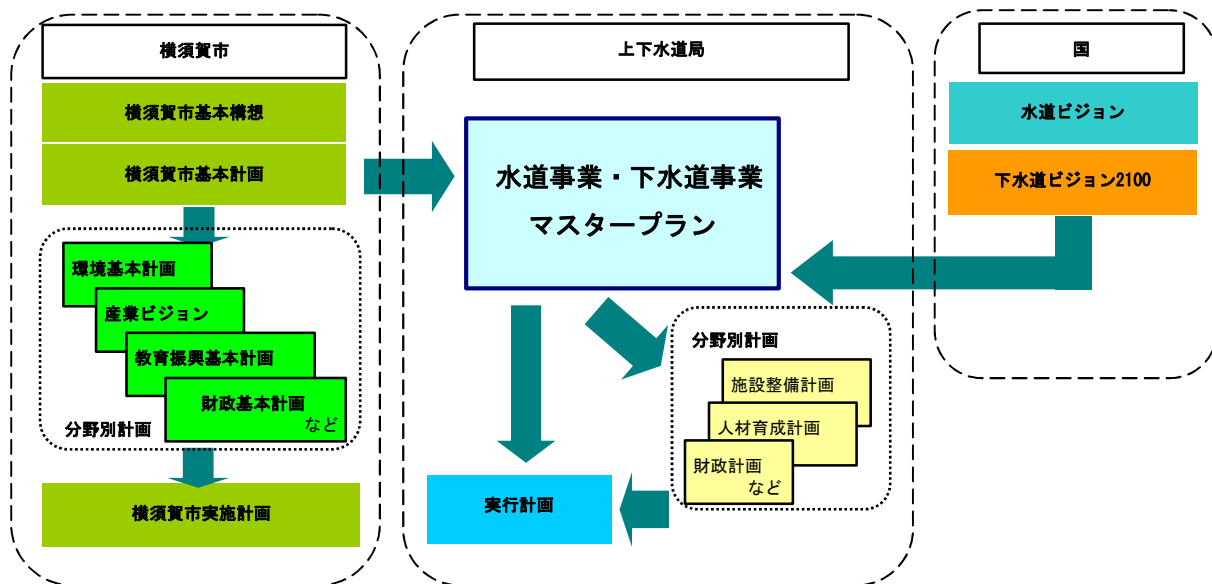 横須賀市
横須賀市基本構想
横須賀市基本計画
環境基本計画
産業ビジョン
教育振興基本計画
財政基本計画
など
分野別計画
横須賀市実施計画
上下水道局
水道事業・下水道事業
マスタープラン
分野別計画
施設整備計画
人材育成計画
財政計画
など
実行計画
国
水道ビジョン
下水道ビジョン2100